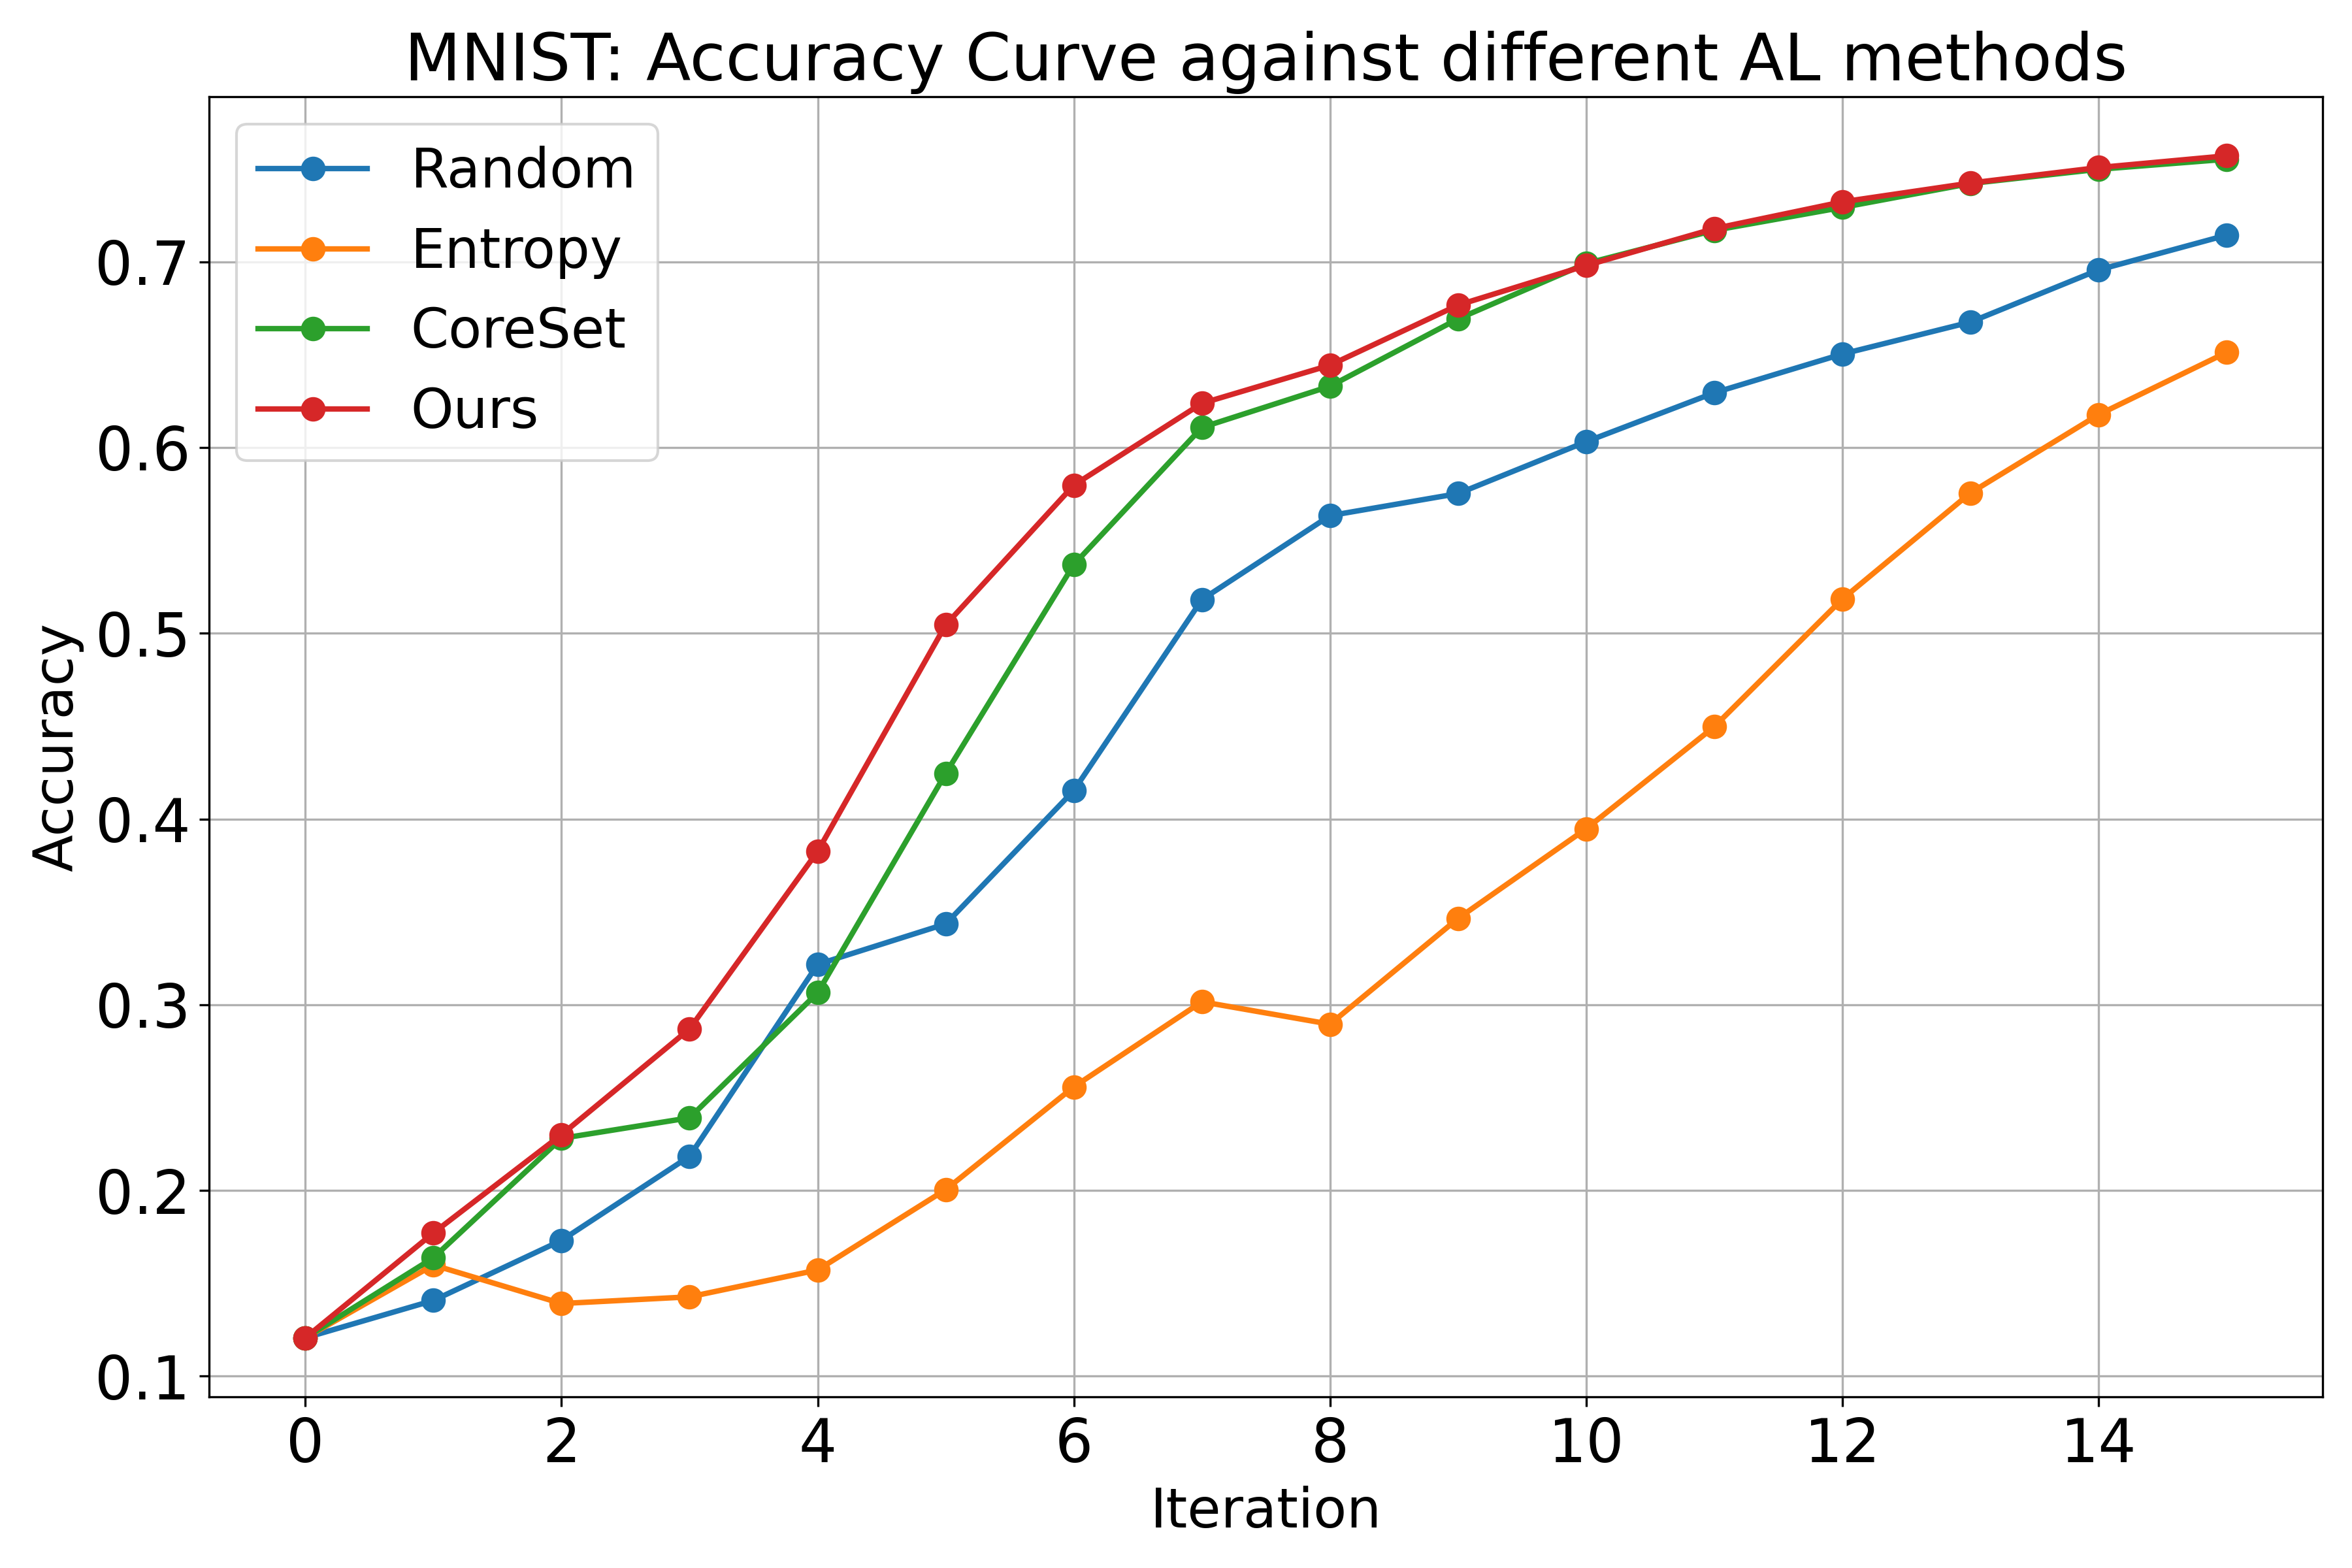 MNIST: Accuracy Curve against different AL methods
Random
Entropy
CoreSet
Ours
Accuracy
0.7
0.6
0.5
0.4
0.3
0.2
0.1
0 2 4 6 8 10 12 14
Iteration